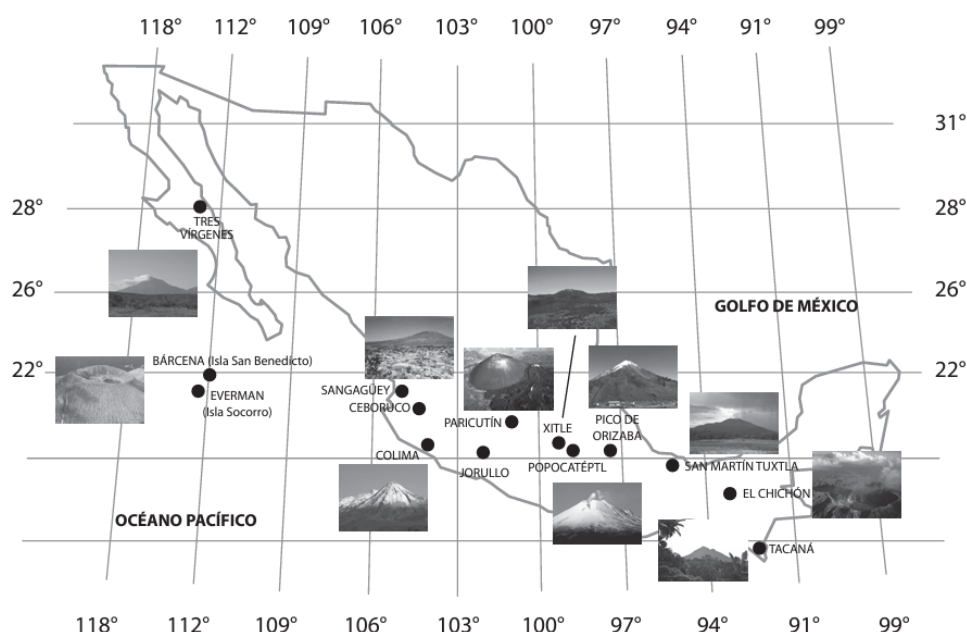 118° 112° 109° 106° 103° 100° 97° 94° 91° 99°
31°
28° 28°
TRES
VÍRGENES
26° 26°
GOLFO DE MÉXICO
BÁRCENA (Isla San Benedicto)
22° 22°
EVERMAN
(Isla Socorro)
SANGAGÜEY
CEBORUCO
PARICUTÍN
XITLE
PICO DE
ORIZABA
COLIMA
JORULLO
POPOCATÉPTL
SAN MARTÍN TUXTLA
EL CHICHÓN
OCÉANO PACÍFICO
TACANÁ
118° 112° 109° 106° 103° 100° 97° 94° 91° 99°